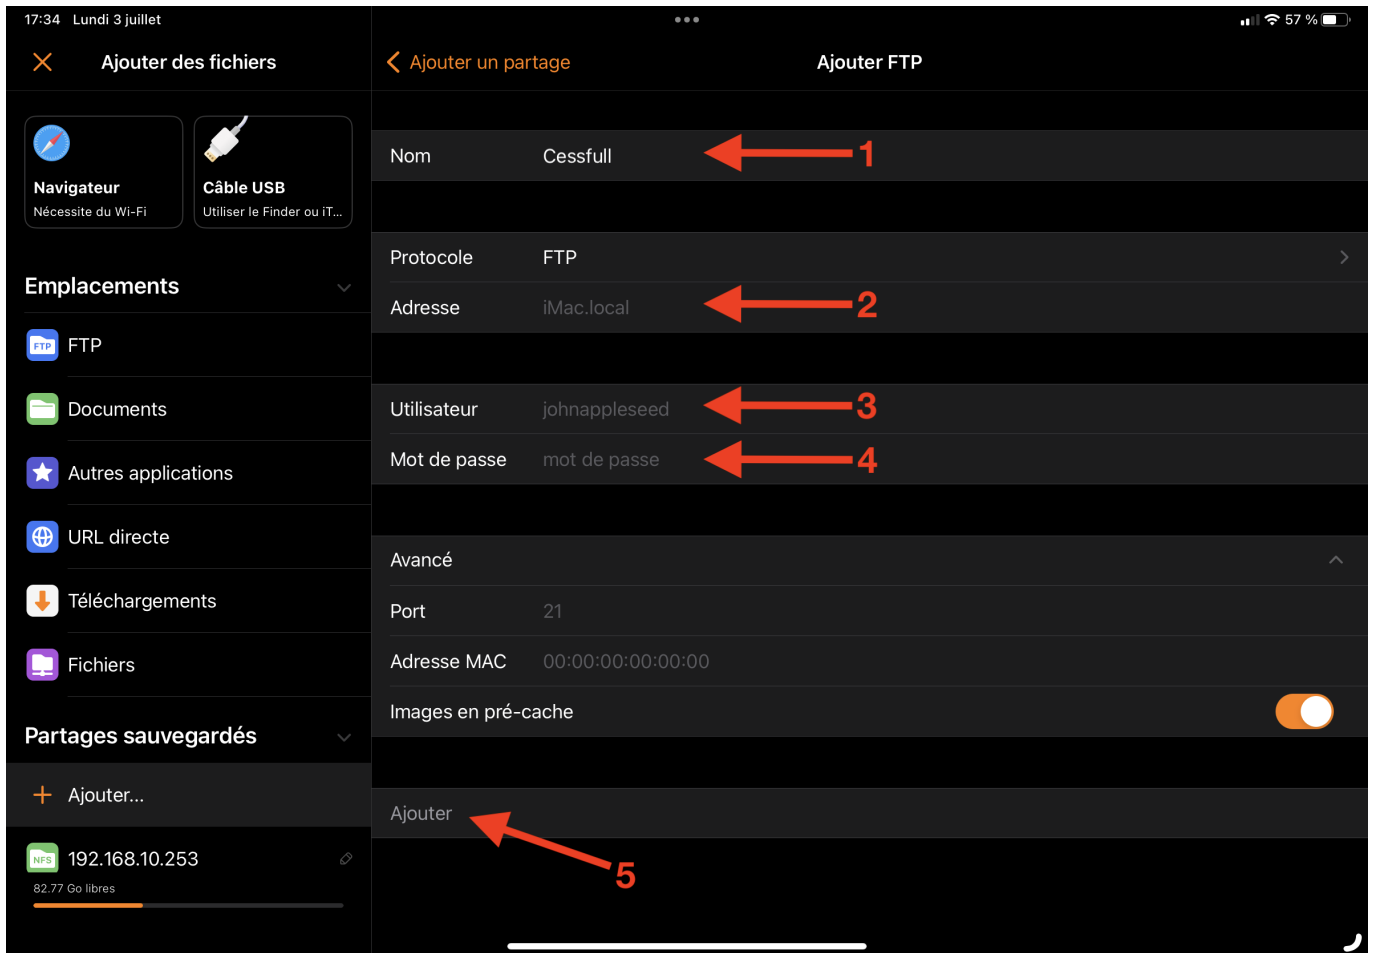 17:34 Lundi 3 juillet
57 %
Ajouter des fichiers
Navigateur
Nécessite du Wi-Fi
Câble USB
Utiliser le Finder ou iT...
Emplacements
FTP
FTP
Documents
Autres applications
URL directe
Téléchargements
Fichiers
Partages sauvegardés
Ajouter...
NFS
192.168.10.253
82.77 Go libres
Ajouter un partage
Ajouter FTP
Nom Cessfull 1
Protocole FTP
Adresse iMac.local 2
Utilisateur johnappleseed 3
Mot de passe mot de passe 4
Avancé
Port 21
Adresse MAC 00:00:00:00:00:00
Images en pré-cache
Ajouter
5